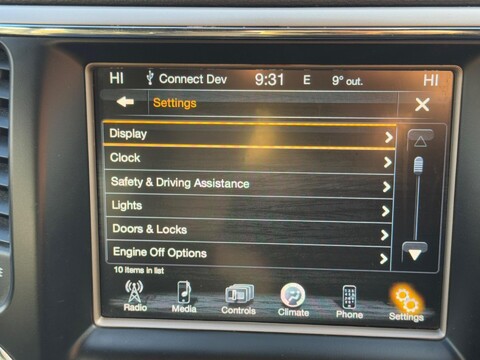 HI Connect Dev 9:31 E 9° out. HI
Settings
Display
Clock
Safety & Driving Assistance
Lights
Doors & Locks
Engine Off Options
10 items in list
Radio Media Controls Climate Phone Settings